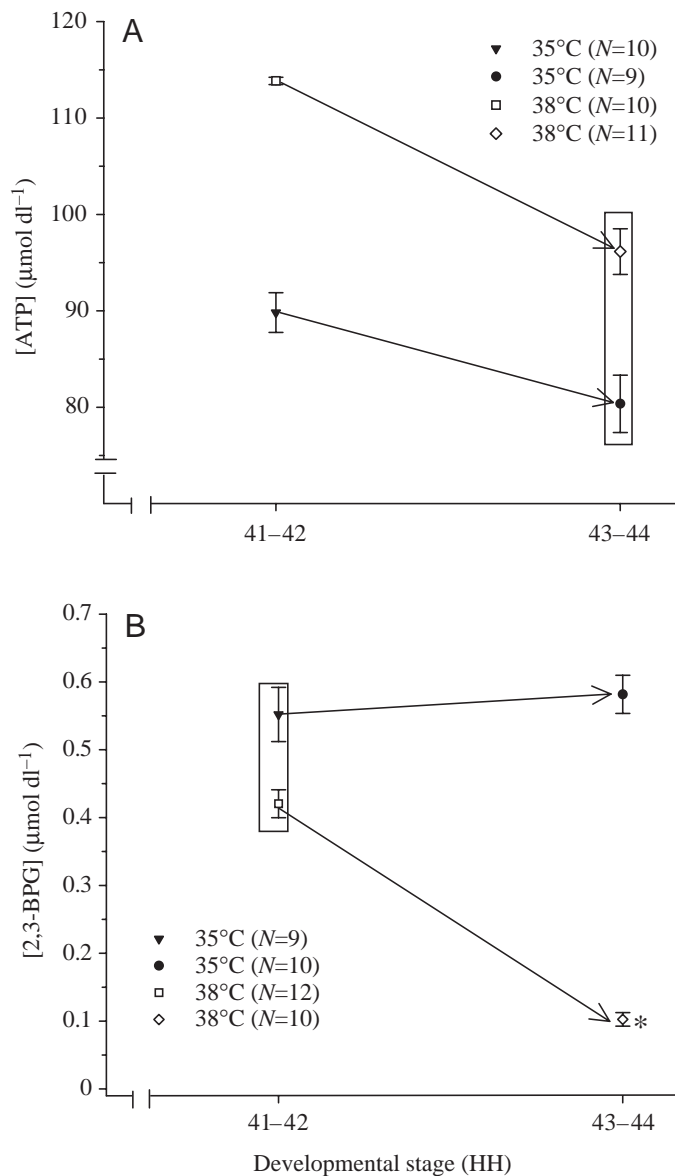 A
35°C (N=10)
35°C (N=9)
38°C (N=10)
38°C (N=11)
120
110
100
90
80
[ATP] (μmol dl⁻¹)
41–42
43–44
B
0.7
0.6
0.5
0.4
0.3
0.2
0.1
0
[2,3-BPG] (μmol dl⁻¹)
*
35°C (N=9)
35°C (N=10)
38°C (N=12)
38°C (N=10)
41–42
43–44
Developmental stage (HH)